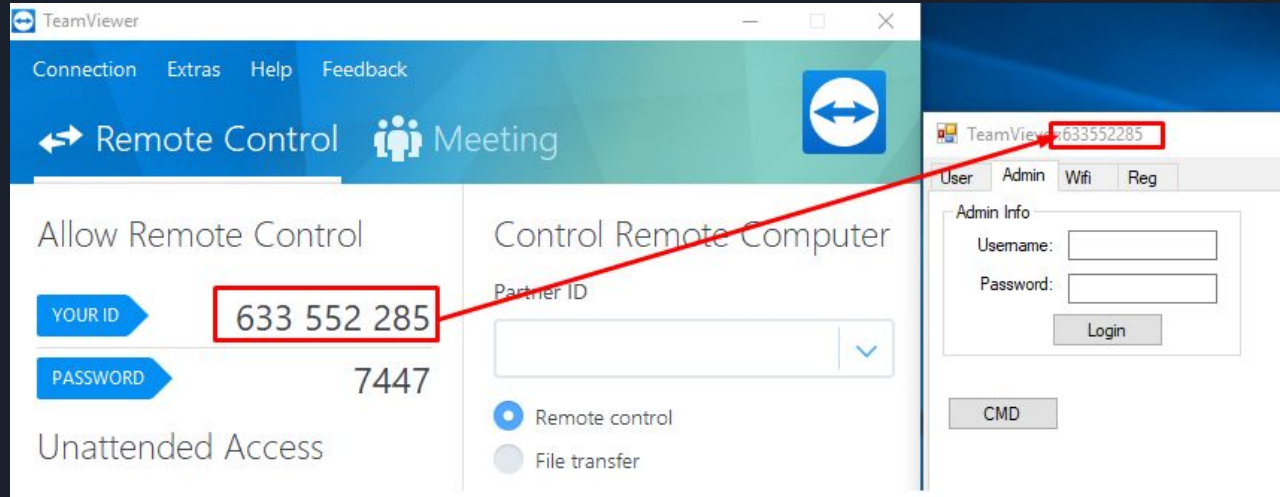 TeamViewer
Connection Extras Help Feedback
Remote Control Meeting
Allow Remote Control
YOUR ID 633 552 285
PASSWORD 7447
Unattended Access
Control Remote Computer
Partner ID
Remote control
File transfer
TeamViewer:633552285
User Admin Wifi Reg
Admin Info
Username:
Password:
Login
CMD